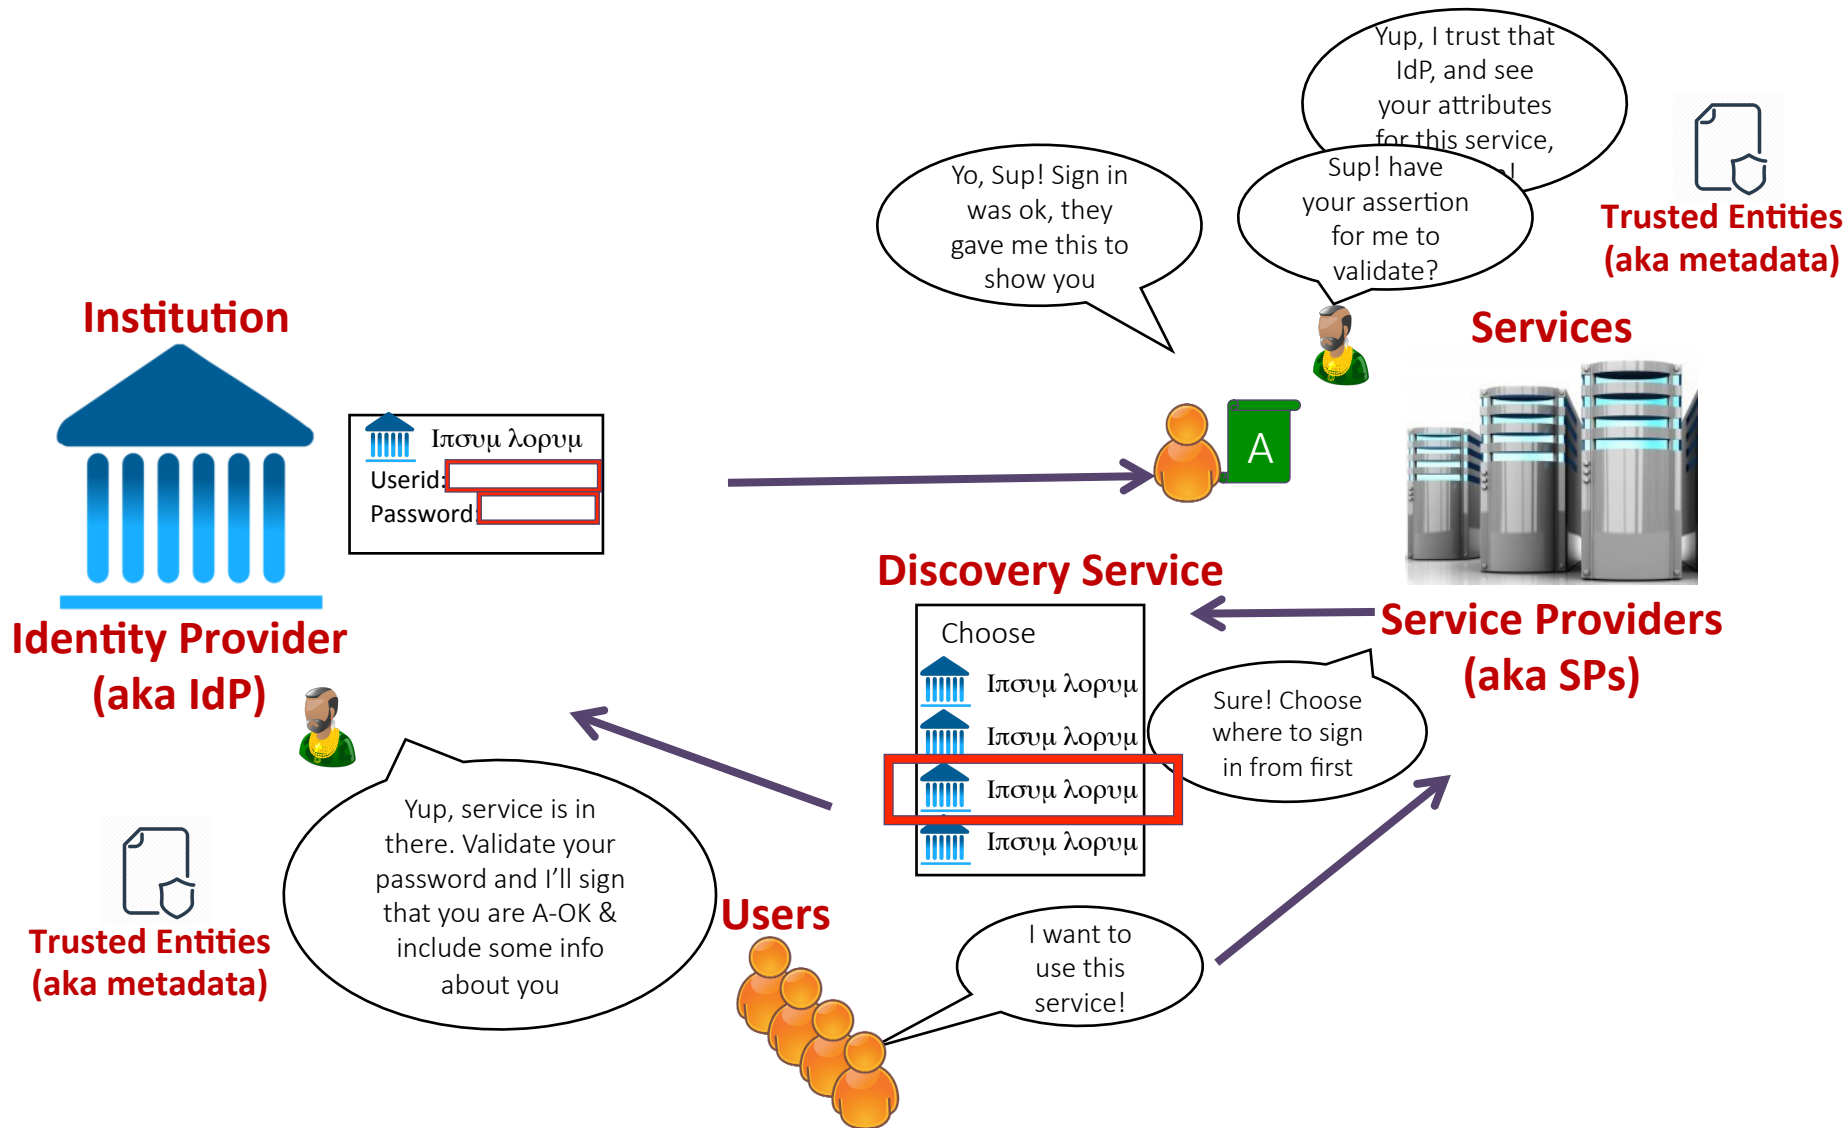 Yup, I trust that
IdP, and see
your attributes
for this service,
Sup! have
your assertion
for me to
validate?
Yo, Sup! Sign in
was ok, they
gave me this to
show you
Trusted Entities
(aka metadata)
Institution
Services
Ιπσυμ λορυμ
Userid:
Password:
A
Discovery Service
Identity Provider
(aka IdP)
Service Providers
(aka SPs)
Choose
Ιπσυμ λορυμ
Ιπσυμ λορυμ
Ιπσυμ λορυμ
Ιπσυμ λορυμ
Sure! Choose
where to sign
in from first
Yup, service is in
there. Validate your
password and I’ll sign
that you are A-OK &
include some info
about you
Trusted Entities
(aka metadata)
Users
I want to
use this
service!